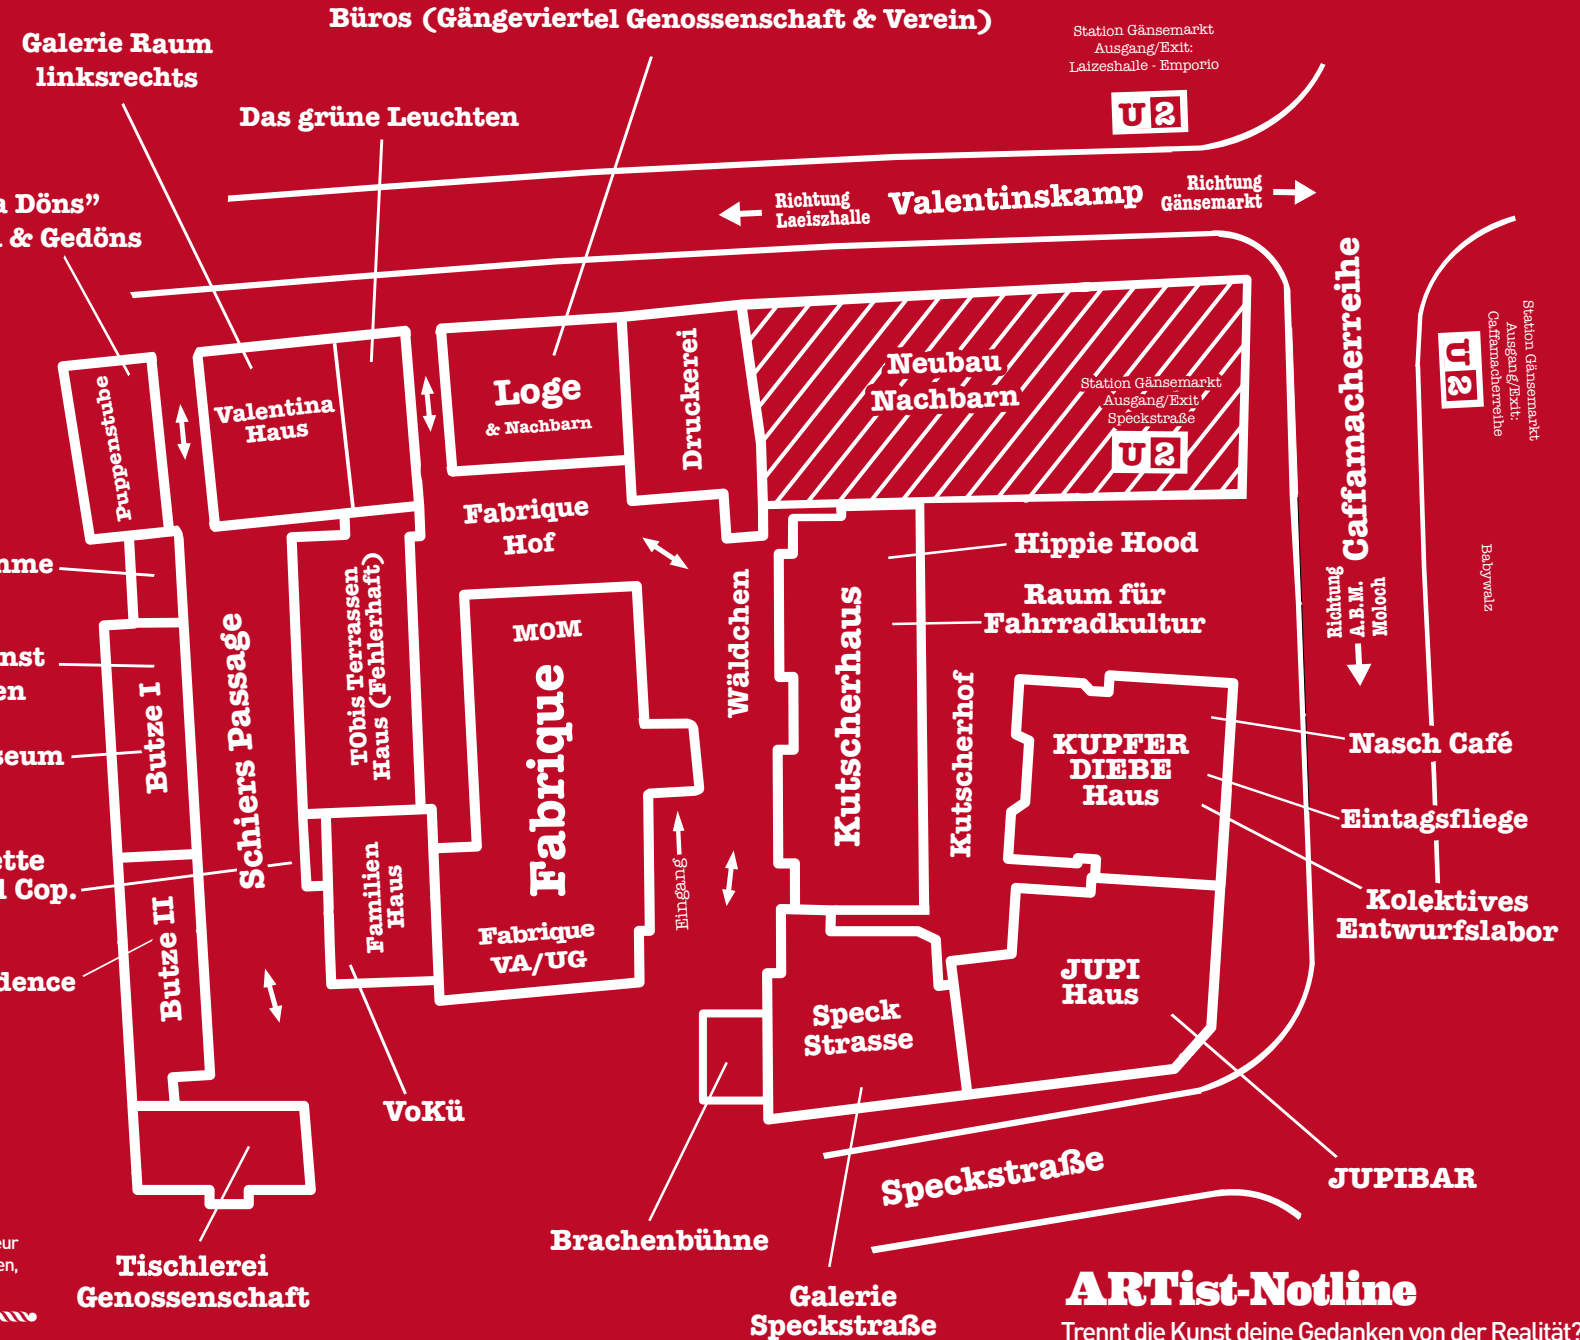 Büros (Gängeviertel Genossenschaft & Verein)
Galerie Raum
linksrechts
Das grüne Leuchten
Station Gänsemarkt
Ausgang/Exit:
Laizeshalle - Emporio
U2
Döns”
& Gedöns
Richtung
Laeiszhalle
Valentinskamp
Richtung
Gänsemarkt
Caffamacherreihe
Richtung
A.B.M.
Moloch
Station Gänsemarkt
Ausgang/Exit:
Caffamacherreihe
U2
Babywalz
Puppenstube
Valentina
Haus
Loge
& Nachbarn
Druckerei
Neubau
Nachbarn
Station Gänsemarkt
Ausgang/Exit
Speckstraße
U2
Fabrique
Hof
Hippie Hood
Raum für
Fahrradkultur
Schiers Passage
TObis Terrassen
Haus (Fehlerhaft)
MOM
Fabrique
Fabrique
VA/UG
Wäldchen
Eingang
Kutscherhaus
Kutscherhof
KUPFER
DIEBE
Haus
Nasch Café
Eintagsfliege
Kolektives
Entwurfslabor
Butze I
Butze II
Cop.
Familien
Haus
JUPI
Haus
Speck
Strasse
VoKü
Speckstraße
JUPIBAR
Brachenbühne
Tischlerei
Genossenschaft
Galerie
Speckstraße
ARTist-Notline
Trennt die Kunst deine Gedanken von der Realität?